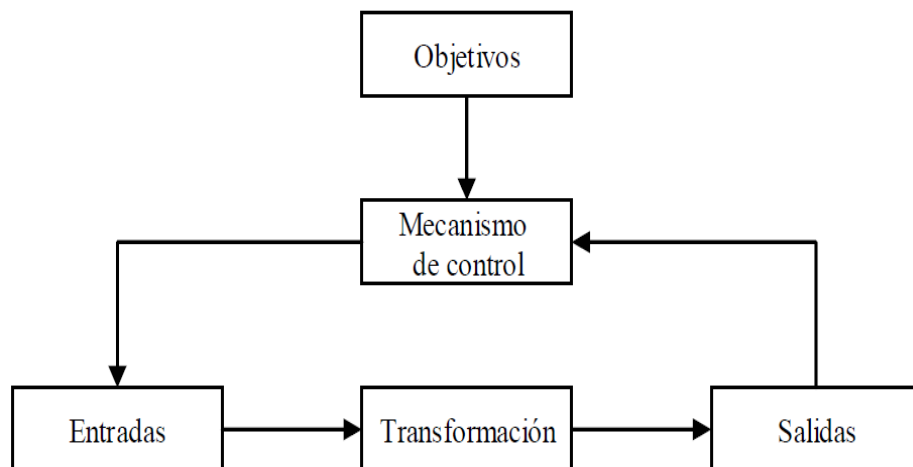 Objetivos
Mecanismo
de control
Entradas
Transformación
Salidas